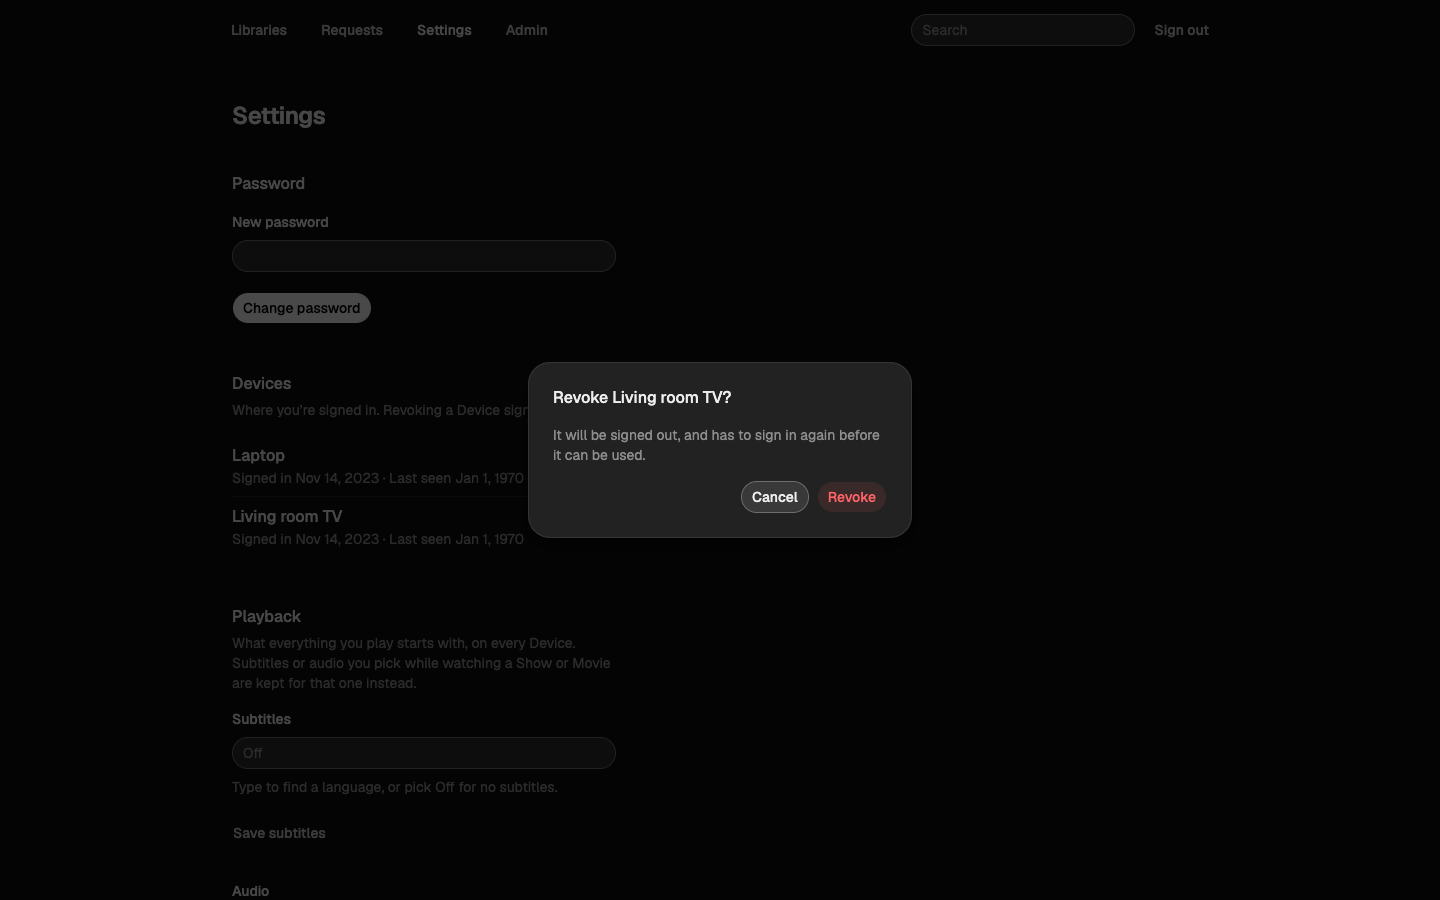 Libraries
Requests
Settings
Admin
Search
Sign out
Settings
Password
New password
Change password
Devices
Where you're signed in. Revoking a Device
Laptop
Signed in Nov 14, 2023 · Last seen Jan 1, 1970
Living room TV
Signed in Nov 14, 2023 · Last seen Jan 1, 1970
Revoke Living room TV?
It will be signed out, and has to sign in again before
it can be used.
Cancel
Revoke
Playback
What everything you play starts with, on every Device.
Subtitles or audio you pick while watching a Show or Movie
are kept for that one instead.
Subtitles
Off
Type to find a language, or pick Off for no subtitles.
Save subtitles
Audio